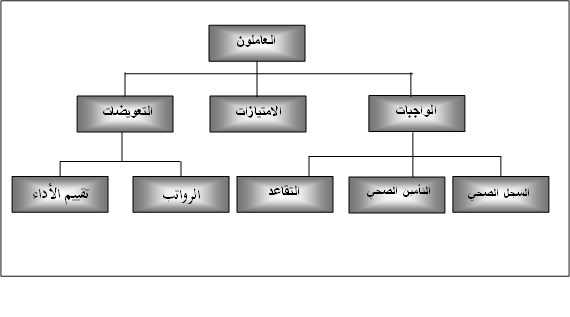 العاملون
الواجبات
الامتيازات
التعويضات
السجل الصحي
التأمين الصحي
التقاعد
الرواتب
تقييم الأداء